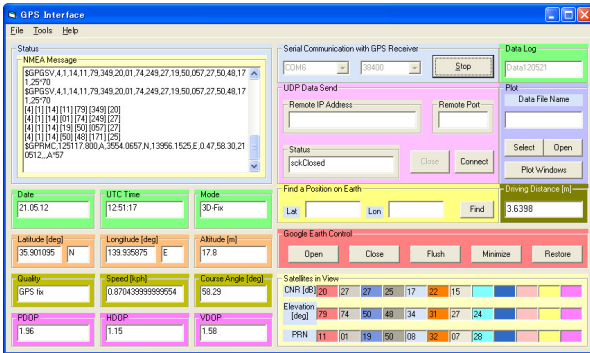 GPS Interface
File Tools Help
Status
NMEA Message
$GPGSV,4,1,14,11,79,349,20,01,74,249,27,19,50,057,27,50,48,17
1,25*70
$GPGSV,4,1,14,11,79,349,20,01,74,249,27,19,50,057,27,50,48,17
1,25*70
[4] [1] [14] [11] [79] [349] [20]
[4] [1] [14] [01] [74] [249] [27]
[4] [1] [14] [19] [50] [057] [27]
[4] [1] [14] [50] [48] [171] [25]
$GPRMC,125117.800,A,3554.0657,N,13956.1525,E,0.47,58.30,21
0512,,,A*57
Serial Communication with GPS Receiver
COM6 38400 Stop
UDP Data Send
Remote IP Address Remote Port
Status
sckClosed Close Connect
Data Log
Data120521
Plot
Data File Name
Select Open
Plot Windows
Date UTC Time Mode
21.05.12 12:51:17 3D-Fix
Find a Position on Earth
Lat Lon Find
Driving Distance [m]
3.6398
Latitude [deg] Longitude [deg] Altitude [m]
35.901095 N 139.935875 E 17.8
Google Earth Control
Open Close Flush Minimize Restore
Quality Speed [kph] Course Angle [deg]
GPS fix 0.870439999999554 58.29
PDOP HDOP VDOP
1.96 1.15 1.58
Satellites in View
CNR [dB] 20 27 27 25 17 22 15
Elevation
[deg] 79 74 50 48 34 31 27 24
PRN 11 01 19 50 08 32 07 28